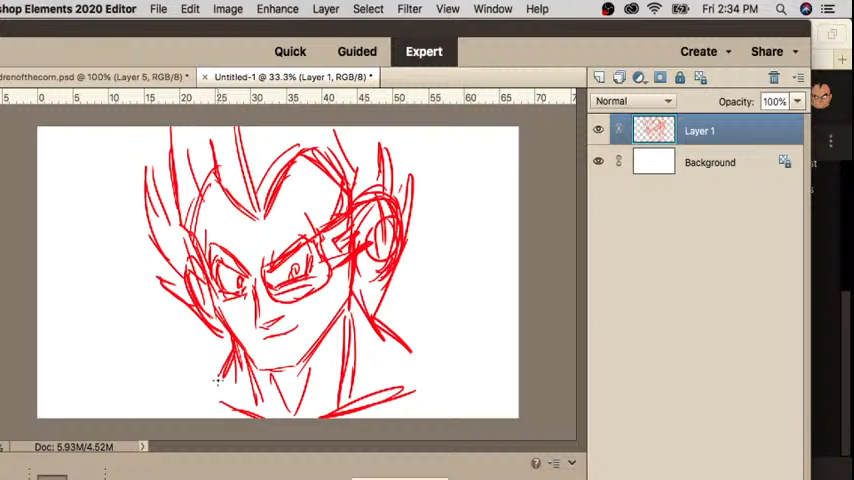 shop Elements 2020 Editor File Edit Image Enhance Layer Select Filter View Window Help Fri 2:34 PM
Quick Guided Expert Create Share
drenofthecorn.psd @ 100% (Layer 5, RGB/8) * × Untitled-1 @ 33.3% (Layer 1, RGB/8) *
5 0 5 10 15 20 25 30 35 40 45 50 55 60 65 70 75
Normal Opacity: 100%
Layer 1
Background
Doc: 5.93M/4.52M